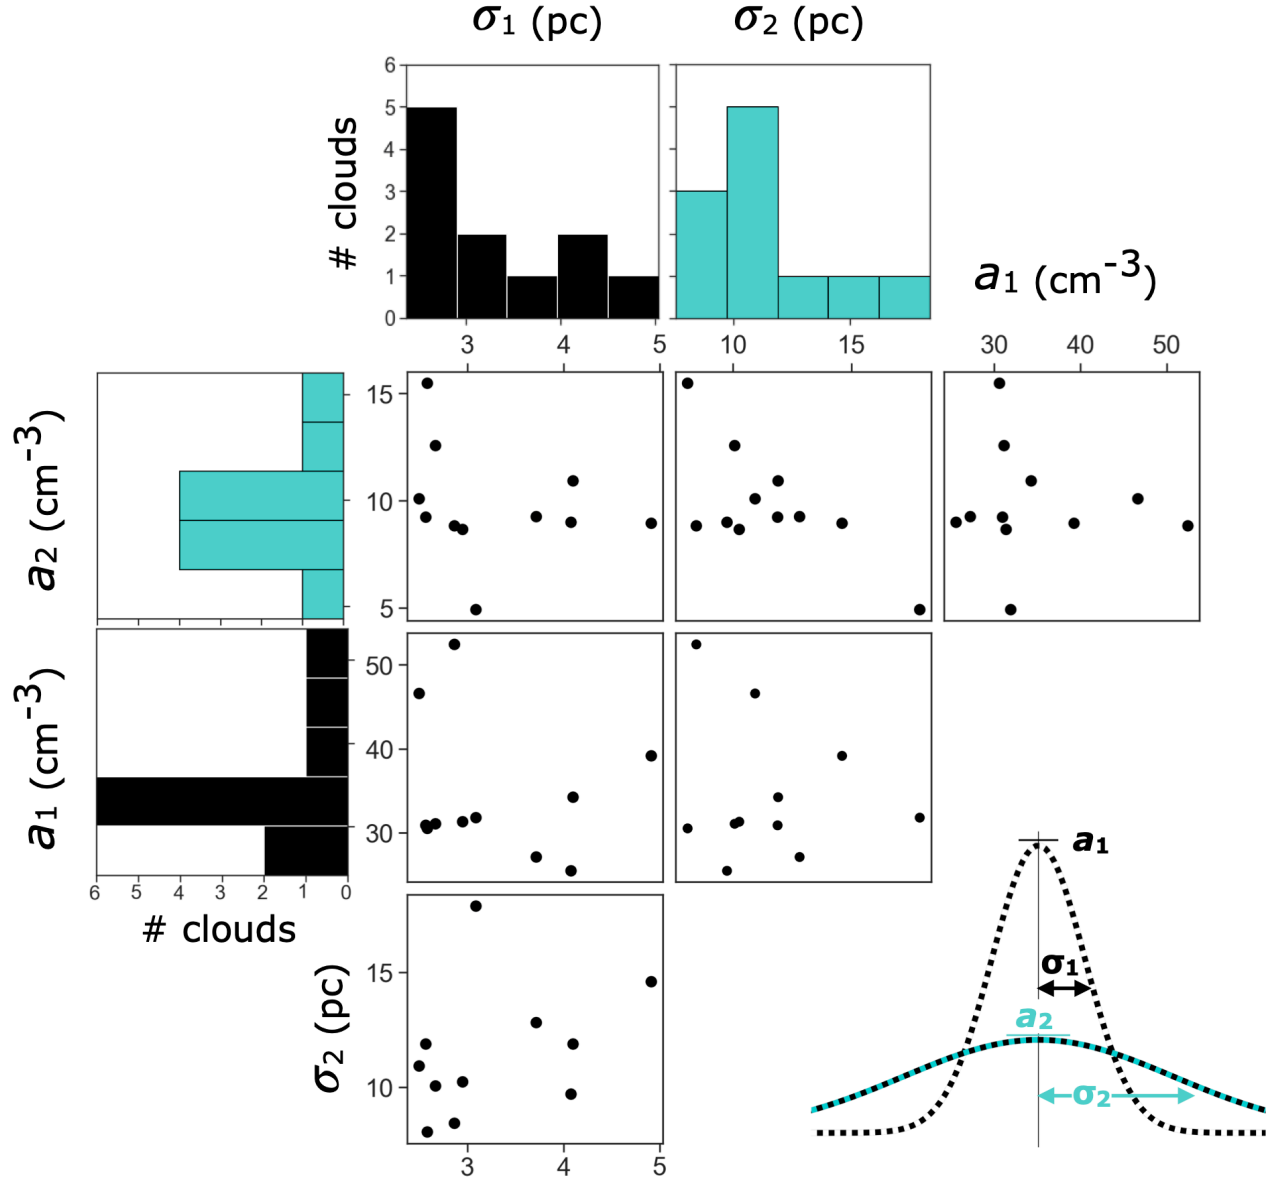 σ1 (pc) σ2 (pc)
6
5
4
3
2
1
0
# clouds
a1 (cm-3)
3 4 5 10 15 30 40 50
a2 (cm-3)
15
10
5
a1 (cm-3)
50
40
30
6 5 4 3 2 1 0
# clouds
σ2 (pc)
15
10
3 4 5
a1
σ1
a2
σ2